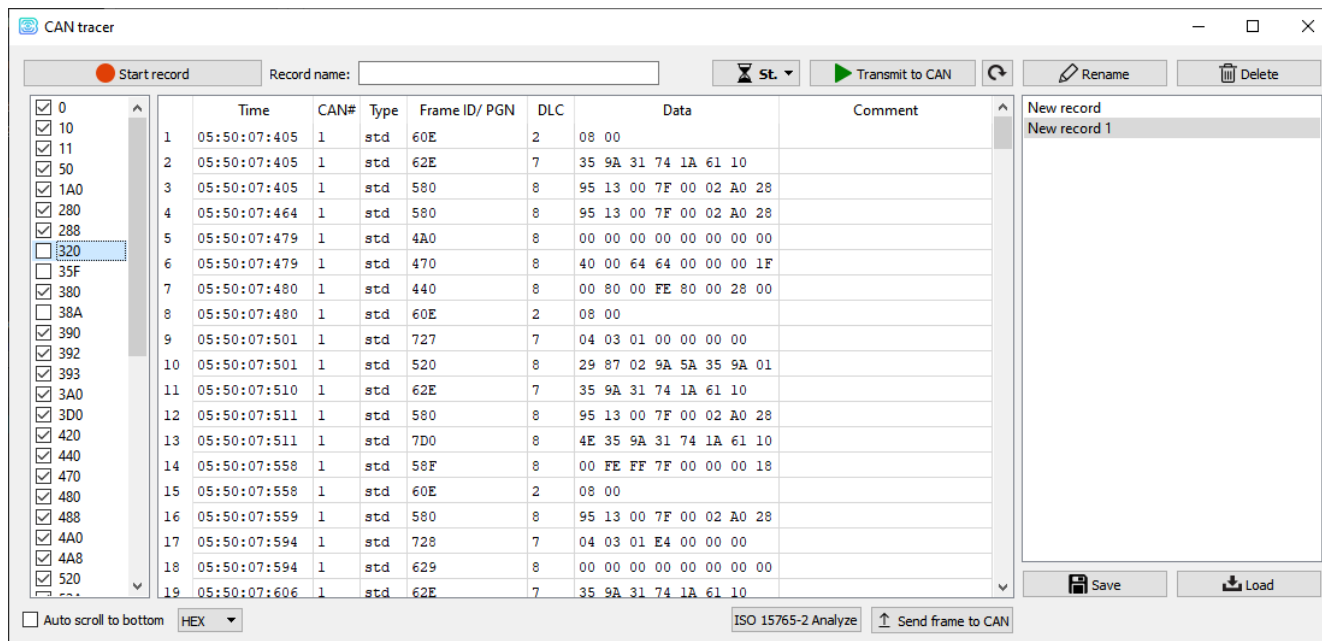 CAN tracer
Start record Record name: St. Transmit to CAN Rename Delete
0
10
11
50
1A0
280
288
320
35F
380
38A
390
392
393
3A0
3D0
420
440
470
480
488
4A0
4A8
520
Time CAN# Type Frame ID/ PGN DLC Data Comment
1 05:50:07:405 1 std 60E 2 08 00
2 05:50:07:405 1 std 62E 7 35 9A 31 74 1A 61 10
3 05:50:07:405 1 std 580 8 95 13 00 7F 00 02 A0 28
4 05:50:07:464 1 std 580 8 95 13 00 7F 00 02 A0 28
5 05:50:07:479 1 std 4A0 8 00 00 00 00 00 00 00 00
6 05:50:07:479 1 std 470 8 40 00 64 64 00 00 00 1F
7 05:50:07:480 1 std 440 8 00 80 00 FE 80 00 28 00
8 05:50:07:480 1 std 60E 2 08 00
9 05:50:07:501 1 std 727 7 04 03 01 00 00 00 00
10 05:50:07:501 1 std 520 8 29 87 02 9A 5A 35 9A 01
11 05:50:07:510 1 std 62E 7 35 9A 31 74 1A 61 10
12 05:50:07:511 1 std 580 8 95 13 00 7F 00 02 A0 28
13 05:50:07:511 1 std 7D0 8 4E 35 9A 31 74 1A 61 10
14 05:50:07:558 1 std 58F 8 00 FE FF 7F 00 00 00 18
15 05:50:07:558 1 std 60E 2 08 00
16 05:50:07:559 1 std 580 8 95 13 00 7F 00 02 A0 28
17 05:50:07:594 1 std 728 7 04 03 01 E4 00 00 00
18 05:50:07:594 1 std 629 8 00 00 00 00 00 00 00 00
19 05:50:07:606 1 std 62E 7 35 9A 31 74 1A 61 10
New record
New record 1
Save Load
Auto scroll to bottom HEX ISO 15765-2 Analyze Send frame to CAN